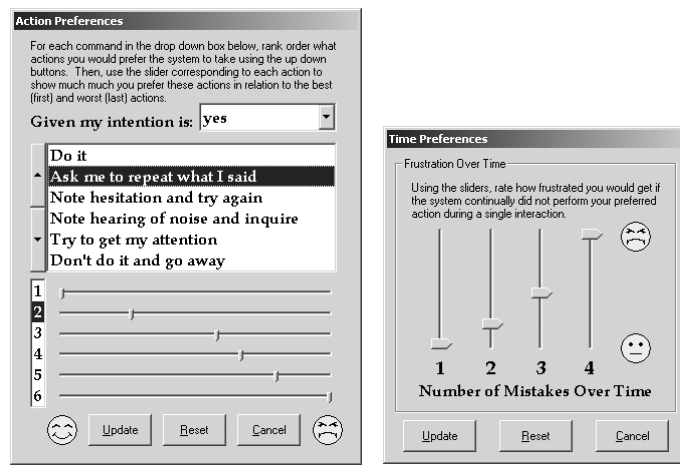 Action Preferences
For each command in the drop down box below, rank order what
actions you would prefer the system to take using the up down
buttons. Then, use the slider corresponding to each action to
show much much you prefer these actions in relation to the best
(first) and worst (last) actions.
Given my intention is: yes
Do it
Ask me to repeat what I said
Note hesitation and try again
Note hearing of noise and inquire
Try to get my attention
Don't do it and go away
1
2
3
4
5
6
Update Reset Cancel
Time Preferences
Frustration Over Time
Using the sliders, rate how frustrated you would get if
the system continually did not perform your preferred
action during a single interaction.
1 2 3 4
Number of Mistakes Over Time
Update Reset Cancel